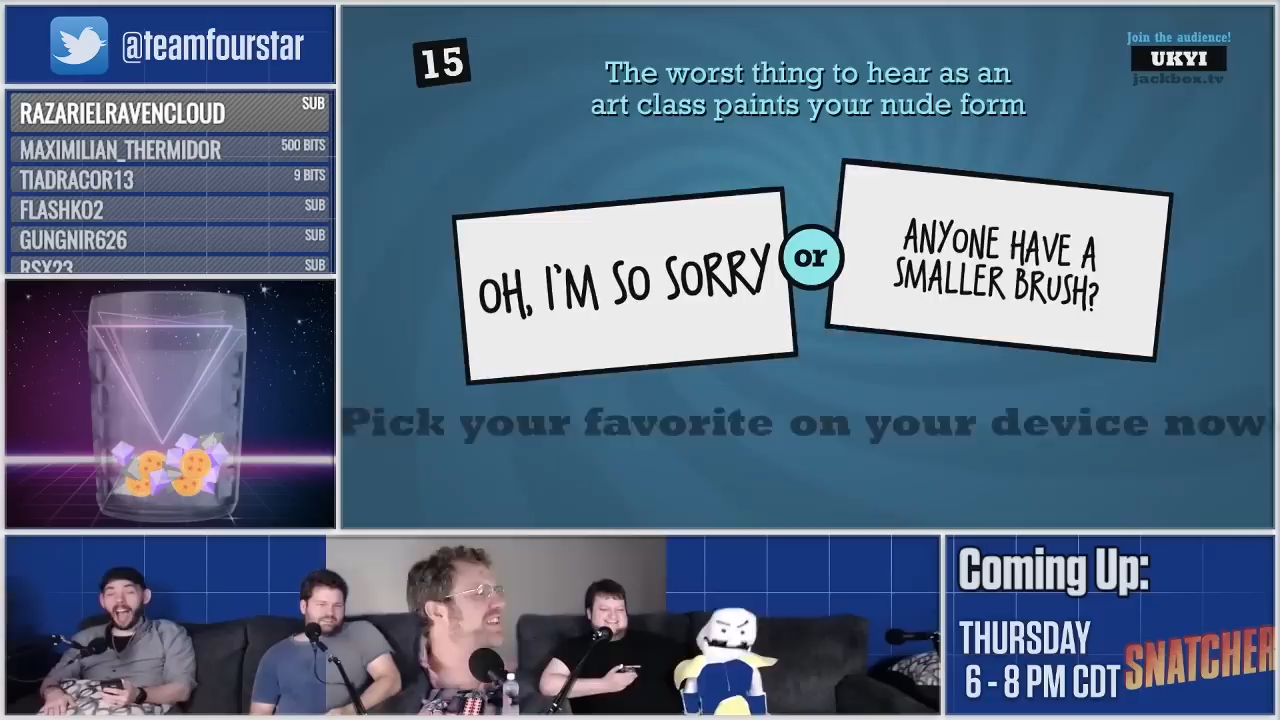 @teamfourstar
RAZARIELRAVENCLOUD SUB
MAXIMILIAN_THERMIDOR 500 BITS
TIADRACOR13 9 BITS
FLASHKO2 SUB
GUNGNIR626 SUB
RSX23 SUB
15
The worst thing to hear as an
art class paints your nude form
Join the audience!
UKYI
jackbox.tv
OH, I'M SO SORRY
or
ANYONE HAVE A
SMALLER BRUSH?
Pick your favorite on your device now
Coming Up:
THURSDAY
6 - 8 PM CDT
SNATCHER